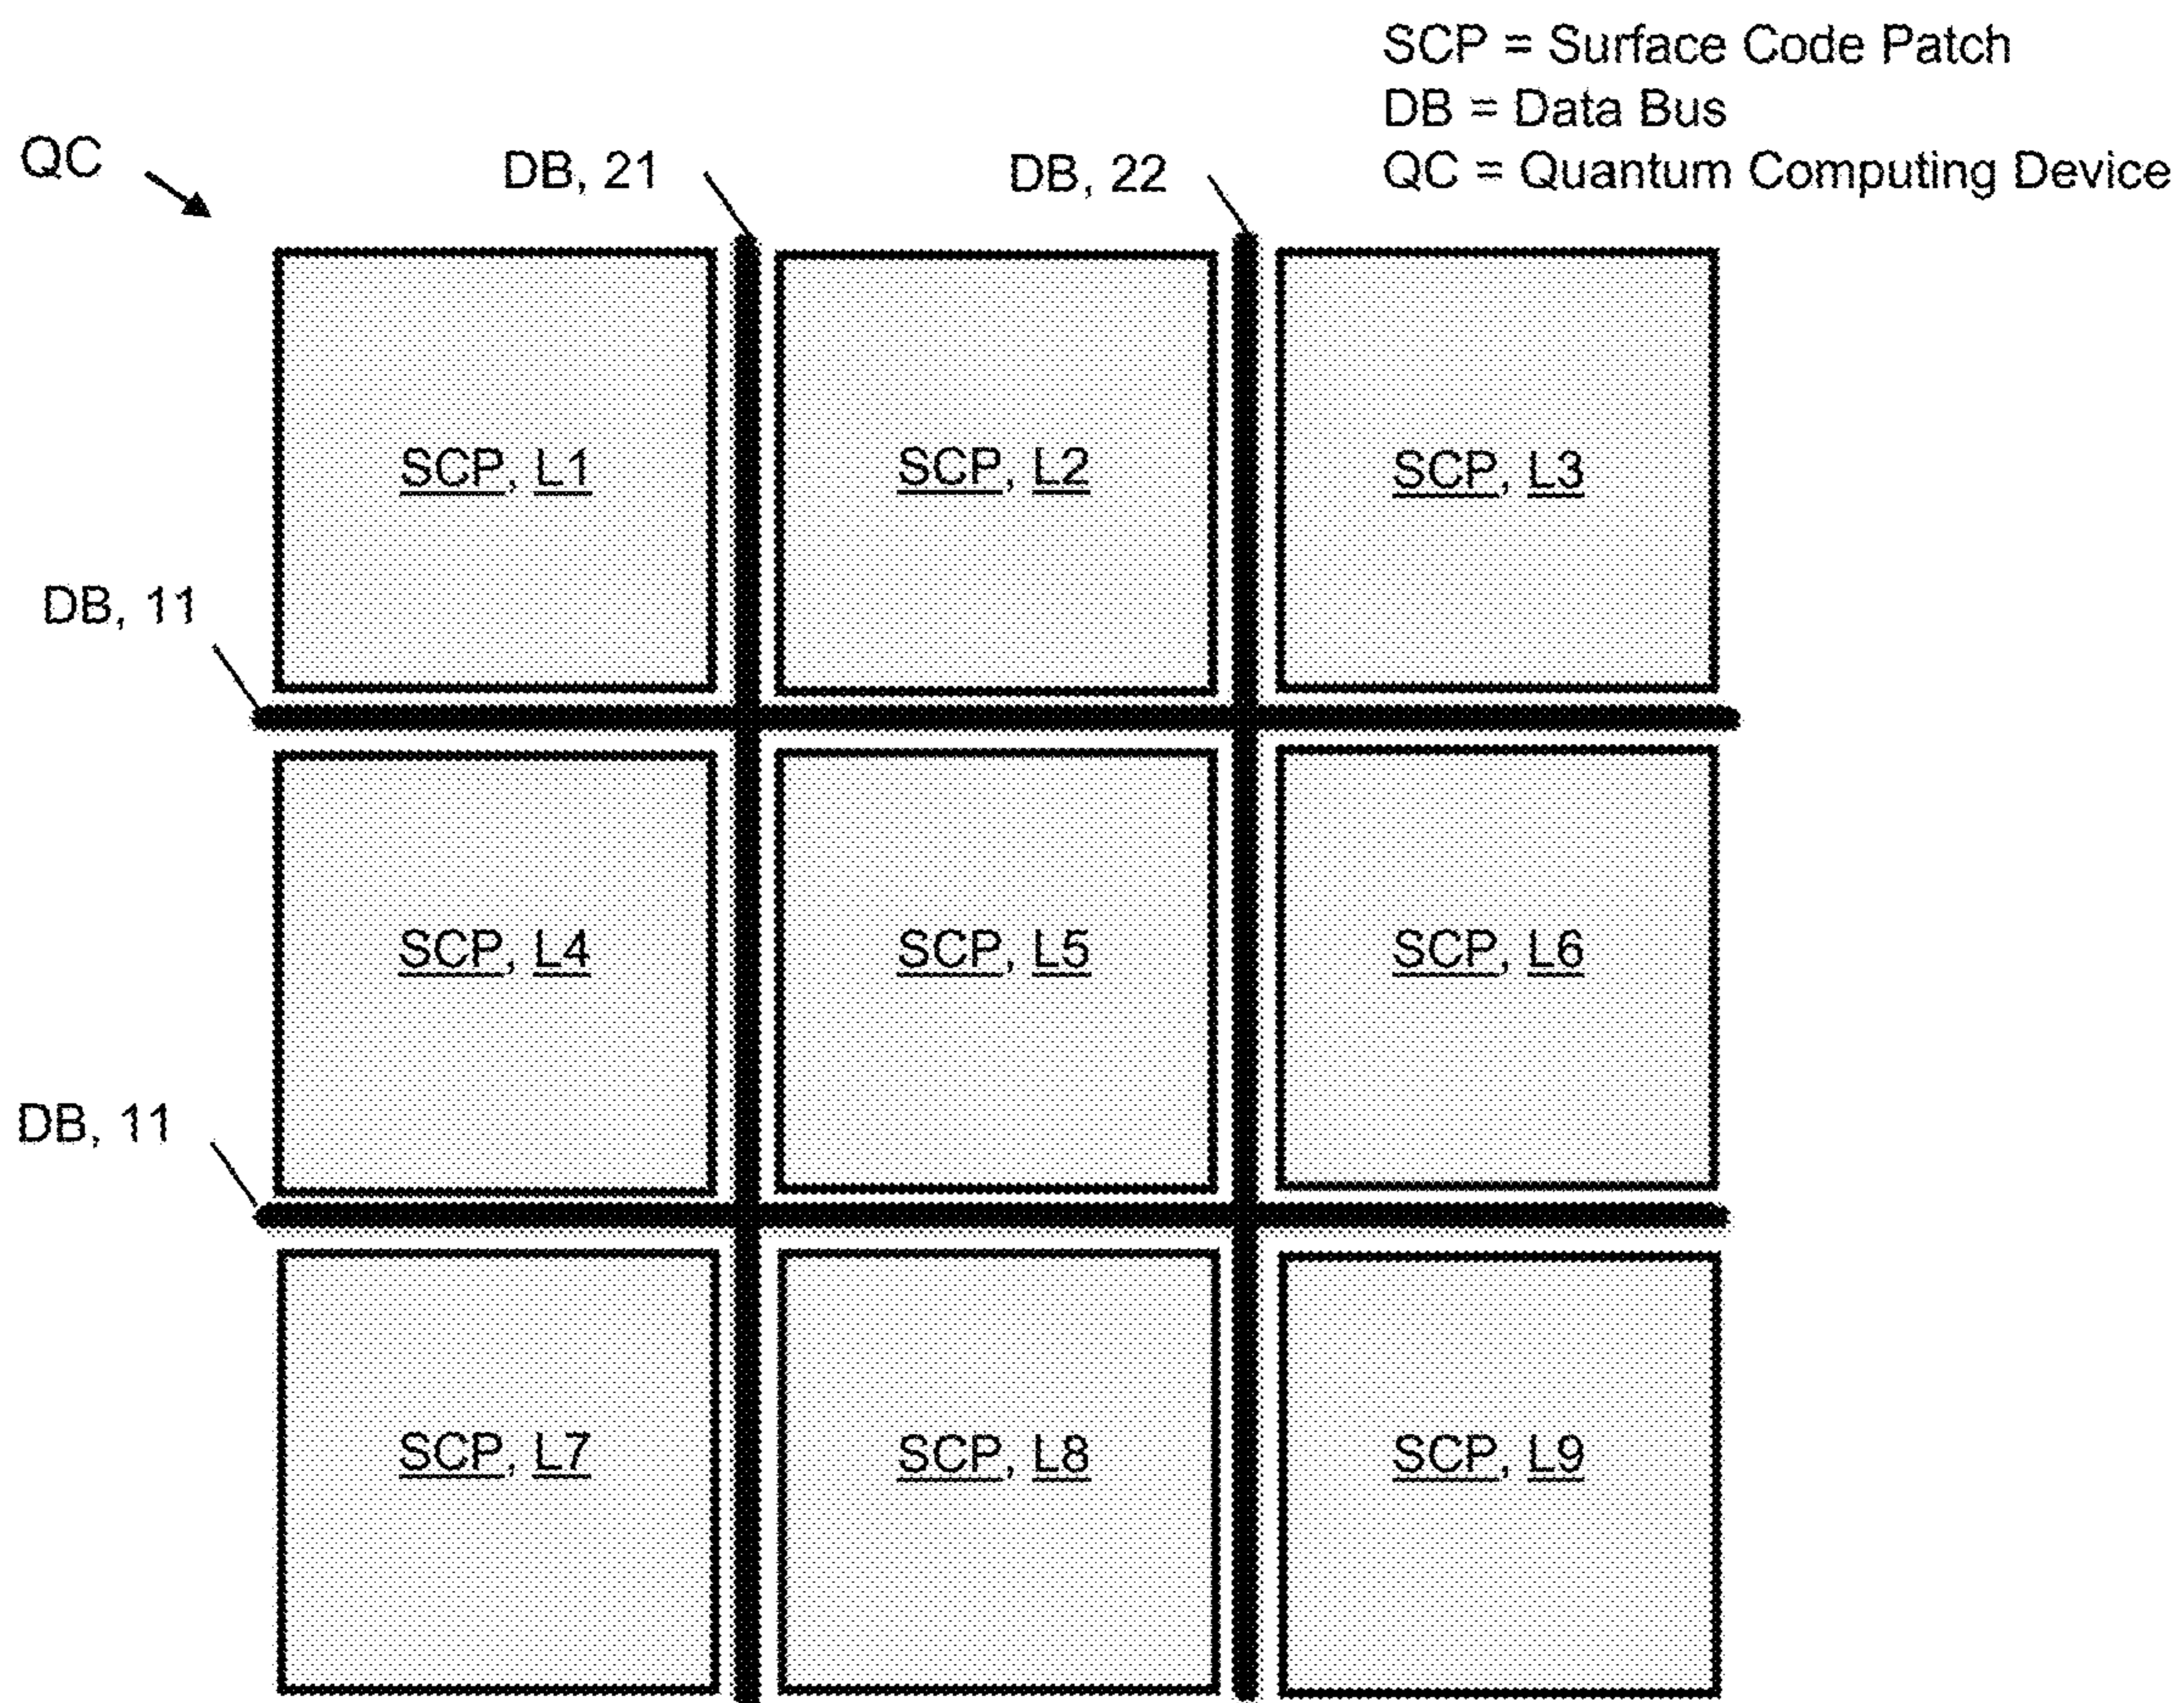 SCP = Surface Code Patch
DB = Data Bus
QC = Quantum Computing Device
QC
DB, 21
DB, 22
SCP, L1
SCP, L2
SCP, L3
DB, 11
SCP, L4
SCP, L5
SCP, L6
DB, 11
SCP, L7
SCP, L8
SCP, L9